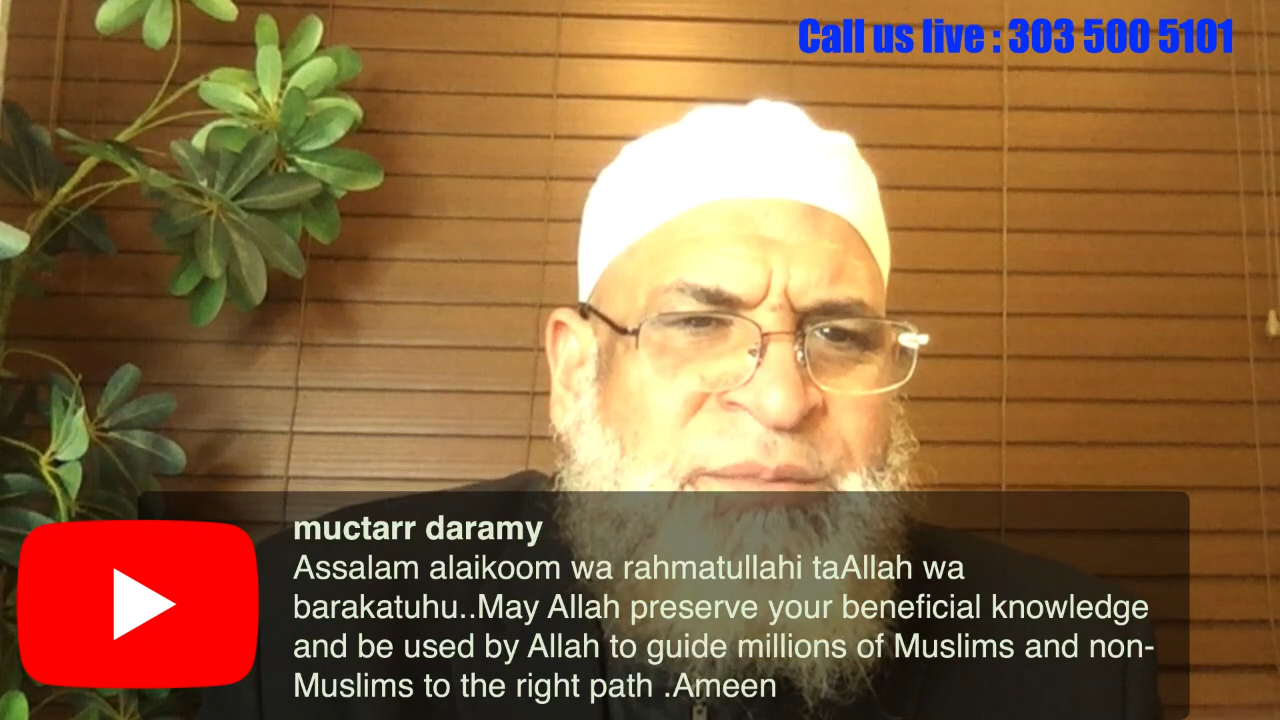 Call us live : 303 500 5101
muctarr daramy
Assalam alaikoom wa rahmatullahi taAllah wa
barakatuhu..May Allah preserve your beneficial knowledge
and be used by Allah to guide millions of Muslims and non-
Muslims to the right path .Ameen